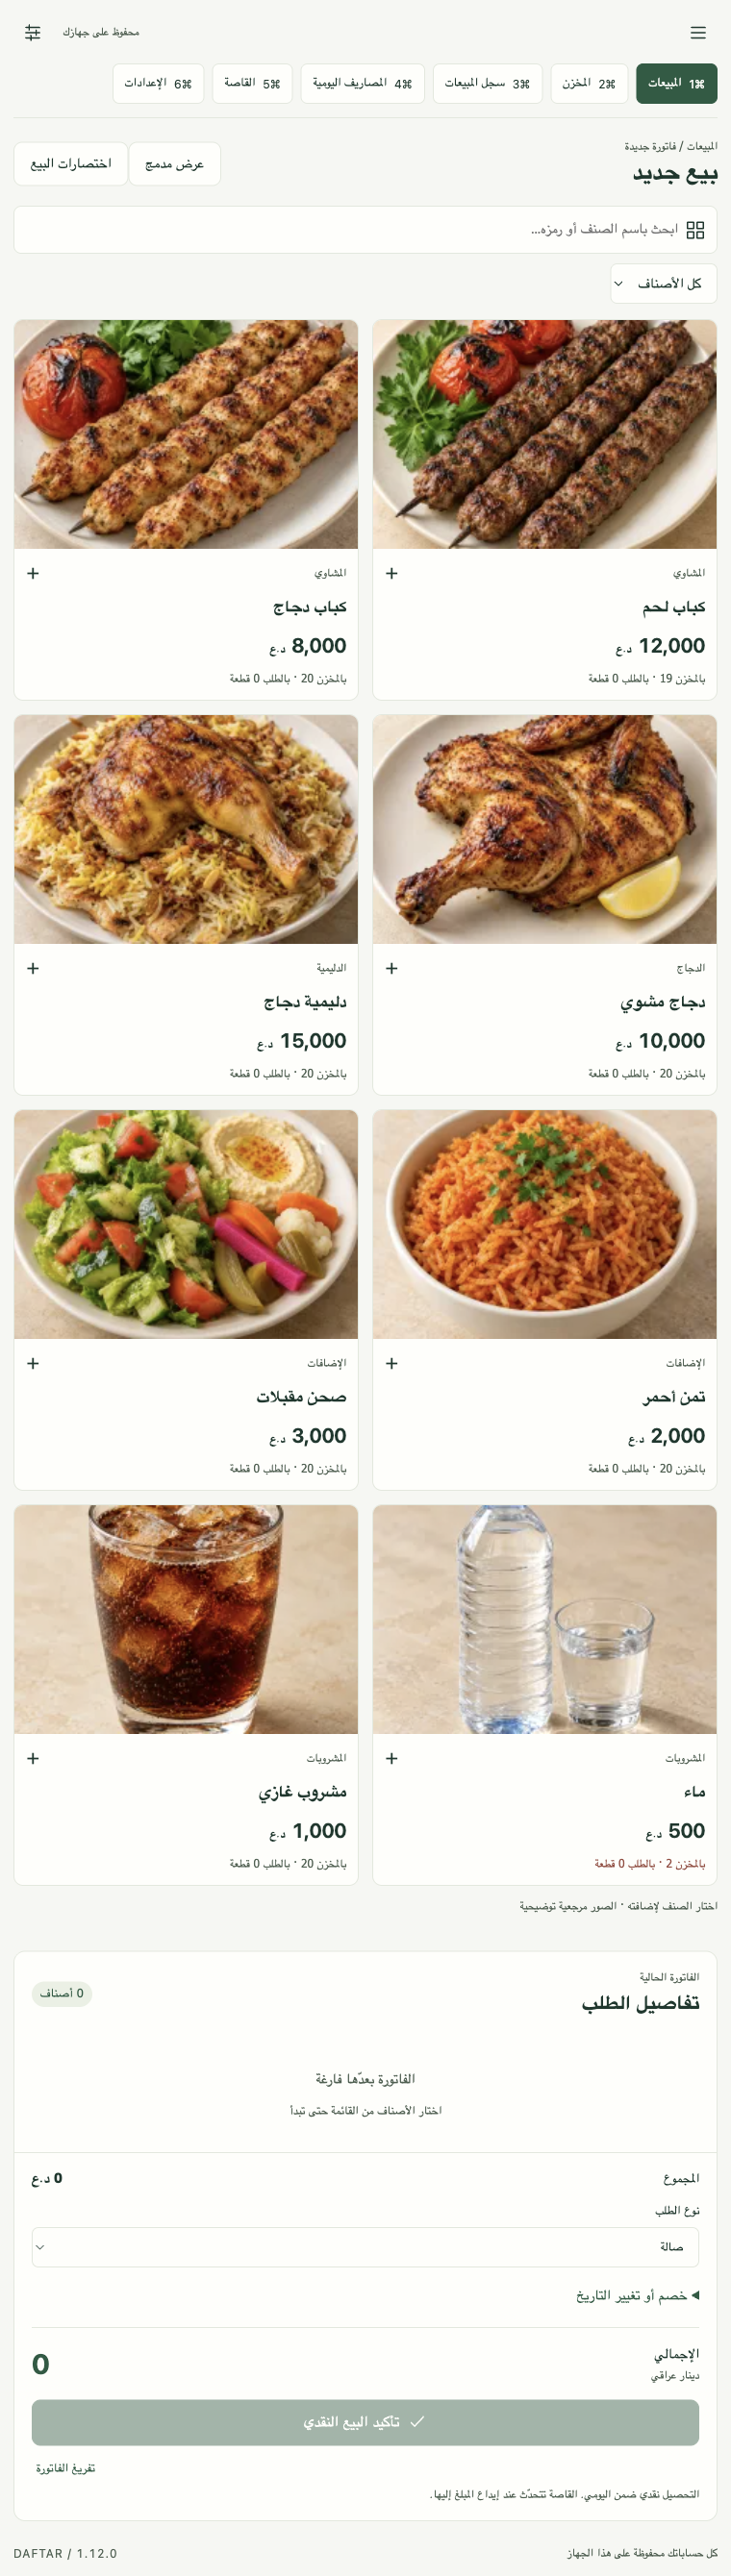 محفوظ على جهازك
⌘1 المبيعات ⌘2 المخزن ⌘3 سجل المبيعات ⌘4 المصاريف اليومية ⌘5 القاصة ⌘6 الإعدادات
المبيعات / فاتورة جديدة
بيع جديد
عرض مدمج
اختصارات البيع
ابحث باسم الصنف أو رمزه...
كل الأصناف
المشاوي
كباب لحم
12,000 د.ع
بالمخزن 19 · بالطلب 0 قطعة
المشاوي
كباب دجاج
8,000 د.ع
بالمخزن 20 · بالطلب 0 قطعة
الدجاج
دجاج مشوي
10,000 د.ع
بالمخزن 20 · بالطلب 0 قطعة
الدليمية
دليمية دجاج
15,000 د.ع
بالمخزن 20 · بالطلب 0 قطعة
الإضافات
تمن أحمر
2,000 د.ع
بالمخزن 20 · بالطلب 0 قطعة
الإضافات
صحن مقبلات
3,000 د.ع
بالمخزن 20 · بالطلب 0 قطعة
المشروبات
ماء
500 د.ع
بالمخزن 2 · بالطلب 0 قطعة
المشروبات
مشروب غازي
1,000 د.ع
بالمخزن 20 · بالطلب 0 قطعة
اختار الصنف لإضافته · الصور مرجعية توضيحية
الفاتورة الحالية
تفاصيل الطلب
0 أصناف
الفاتورة بعدها فارغة
اختار الأصناف من القائمة حتى تبدأ
المجموع 0 د.ع
نوع الطلب
صالة
خصم أو تغيير التاريخ
الإجمالي
دينار عراقي
0
تأكيد البيع النقدي
تفريغ الفاتورة
التحصيل نقدي ضمن اليومي. القاصة تتحدّث عند إيداع المبلغ إليها.
كل حساباتك محفوظة على هذا الجهاز
DAFTAR / 1.12.0